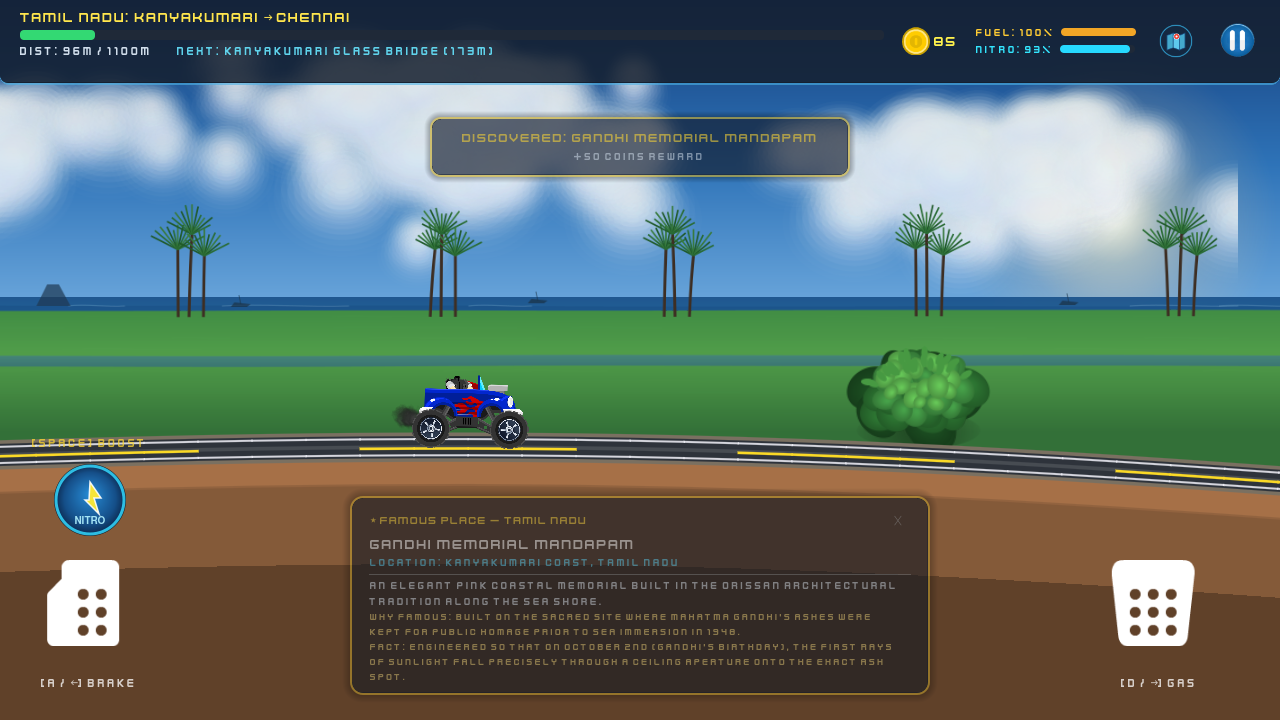 TAMIL NADU: KANYAKUMARI → CHENNAI
DIST: 96M / 1100M
NEXT: KANYAKUMARI GLASS BRIDGE (173M)
85
FUEL: 100%
NITRO: 93%
DISCOVERED: GANDHI MEMORIAL MANDAPAM
+50 COINS REWARD
[SPACE] BOOST
NITRO
[A / ←] BRAKE
★ FAMOUS PLACE — TAMIL NADU
X
GANDHI MEMORIAL MANDAPAM
LOCATION: KANYAKUMARI COAST, TAMIL NADU
AN ELEGANT PINK COASTAL MEMORIAL BUILT IN THE ORISSAN ARCHITECTURAL
TRADITION ALONG THE SEA SHORE.
WHY FAMOUS: BUILT ON THE SACRED SITE WHERE MAHATMA GANDHI'S ASHES WERE
KEPT FOR PUBLIC HOMAGE PRIOR TO SEA IMMERSION IN 1948.
FACT: ENGINEERED SO THAT ON OCTOBER 2ND (GANDHI'S BIRTHDAY), THE FIRST RAYS
OF SUNLIGHT FALL PRECISELY THROUGH A CEILING APERTURE ONTO THE EXACT ASH
SPOT.
[D / →] GAS